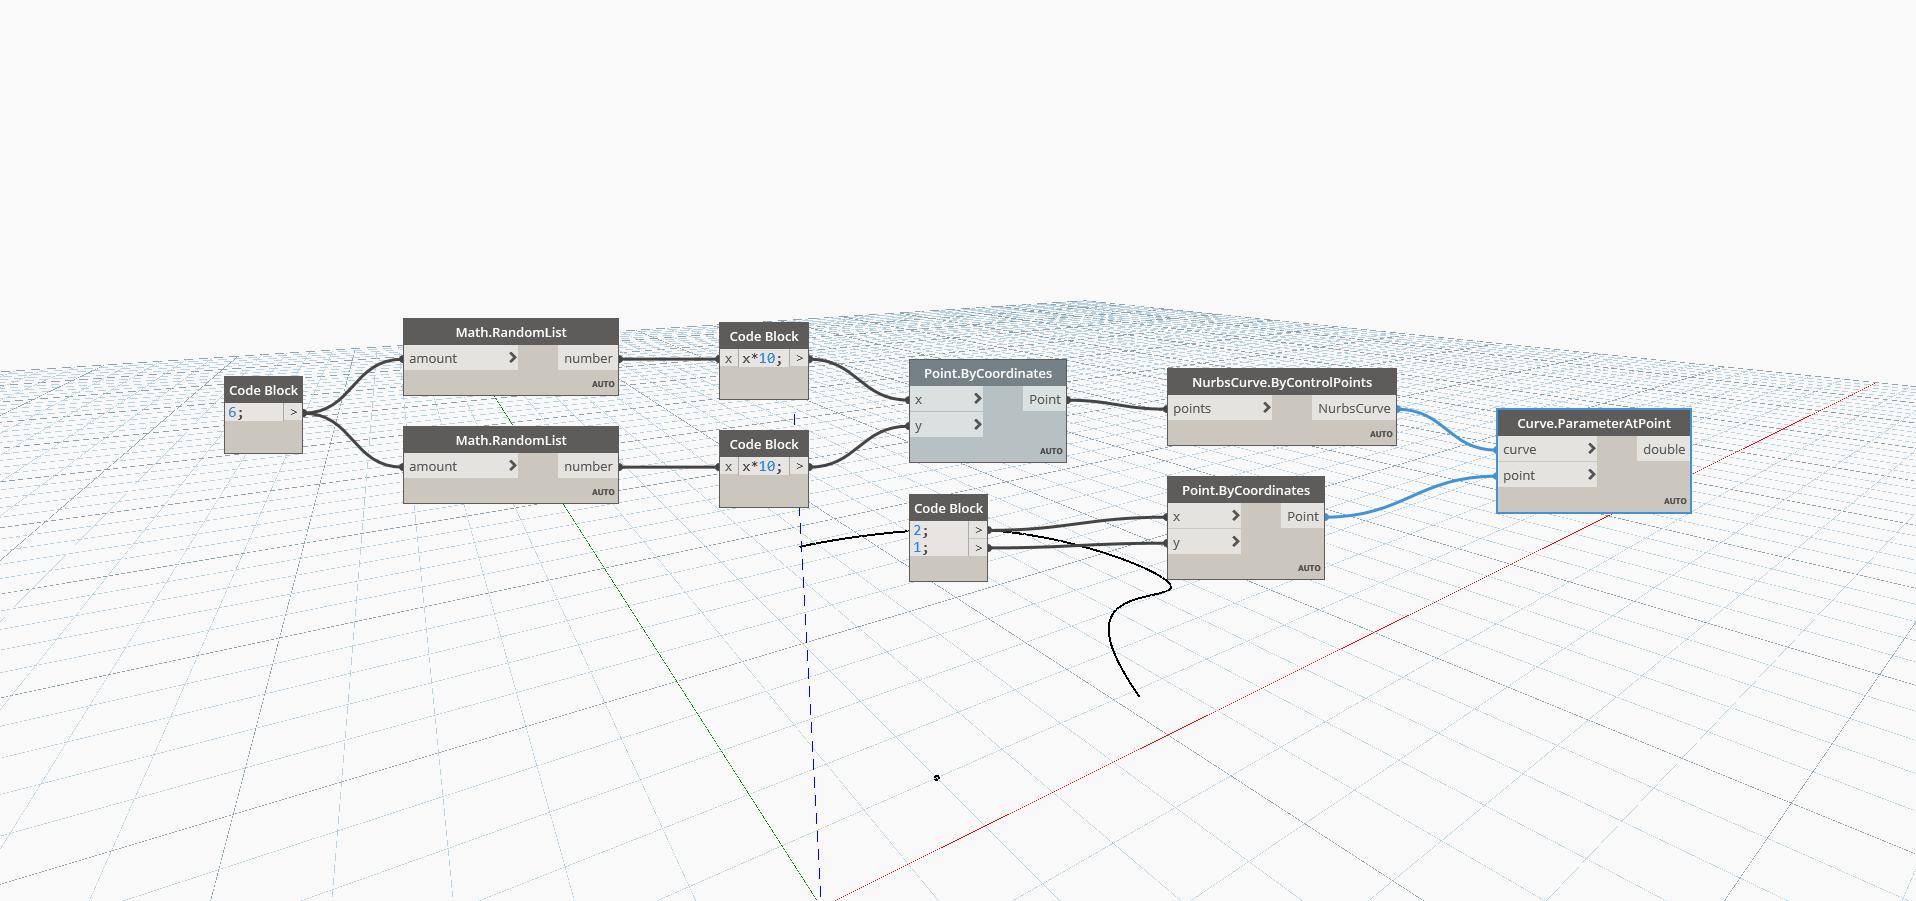 Code Block
6; >
Math.RandomList
amount > number
AUTO
Math.RandomList
amount > number
AUTO
Code Block
x x*10; >
Code Block
x x*10; >
Point.ByCoordinates
x > Point
y >
AUTO
Code Block
2; >
1; >
NurbsCurve.ByControlPoints
points > NurbsCurve
AUTO
Point.ByCoordinates
x > Point
y >
AUTO
Curve.ParameterAtPoint
curve > double
point >
AUTO